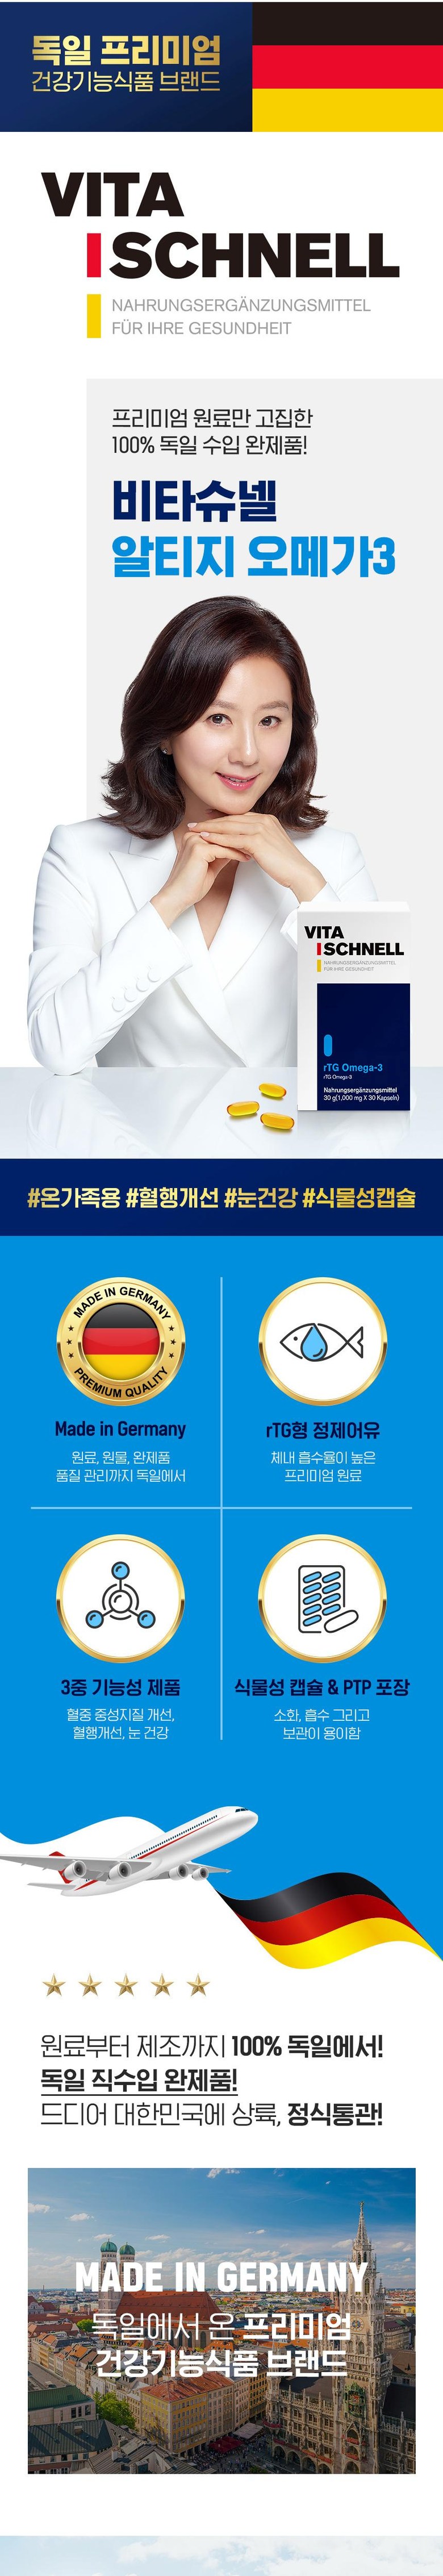 독일 프리미엄
건강기능식품 브랜드
VITA
SCHNELL
NAHRUNGSERGÄNZUNGSMITTEL
FÜR IHRE GESUNDHEIT
프리미엄 원료만 고집한
100% 독일 수입 완제품!
비타슈넬
알티지 오메가3
VITA
SCHNELL
NAHRUNGSERGÄNZUNGSMITTEL
FÜR IHRE GESUNDHEIT
rTG Omega-3
rTG Omega-3
Nahrungsergänzungsmittel
30 g(1,000 mg X 30 Kapseln)
#온가족용 #혈행개선 #눈건강 #식물성캡슐
MADE IN GERMANY
PREMIUM QUALITY
Made in Germany
원료, 원물, 완제품
품질 관리까지 독일에서
rTG형 정제어유
체내 흡수율이 높은
프리미엄 원료
3중 기능성 제품
혈중 중성지질 개선,
혈행개선, 눈 건강
식물성 캡슐 & PTP 포장
소화, 흡수 그리고
보관이 용이함
원료부터 제조까지 100% 독일에서!
독일 직수입 완제품!
드디어 대한민국에 상륙, 정식통관!
MADE IN GERMANY
독일에서 온 프리미엄
건강기능식품 브랜드